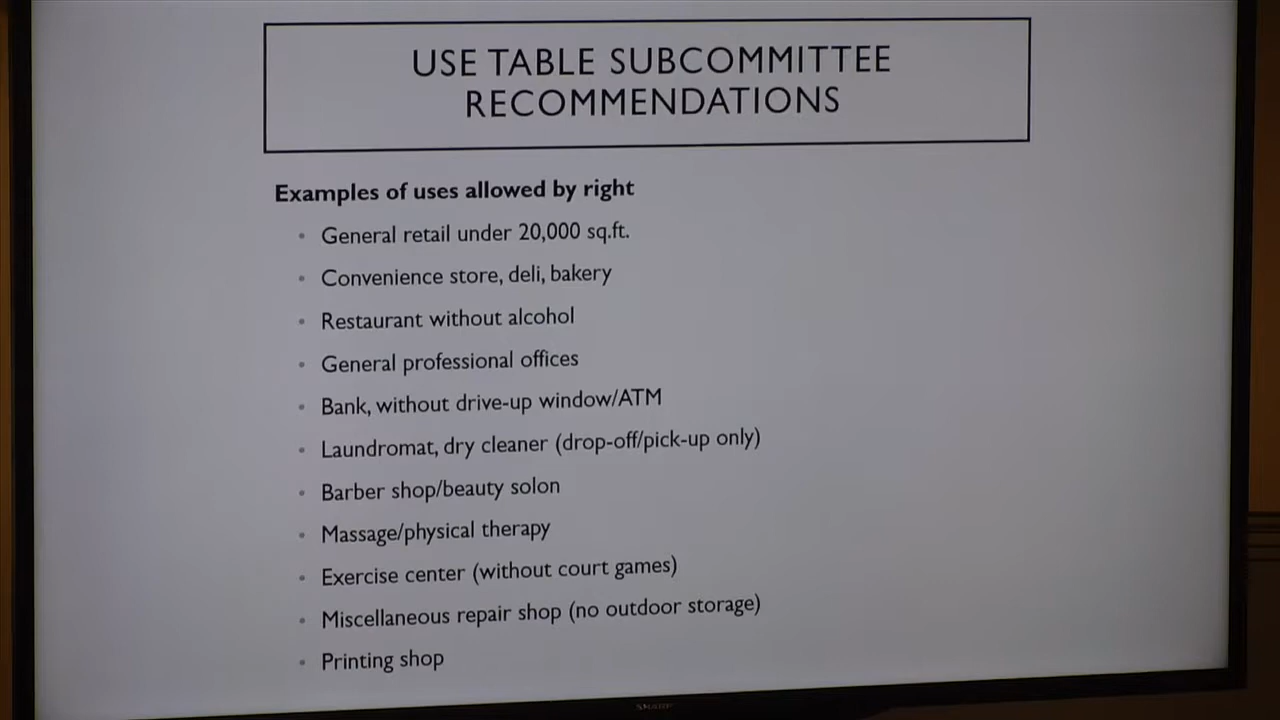 USE TABLE SUBCOMMITTEE
RECOMMENDATIONS
Examples of uses allowed by right
• General retail under 20,000 sq.ft.
• Convenience store, deli, bakery
• Restaurant without alcohol
• General professional offices
• Bank, without drive-up window/ATM
• Laundromat, dry cleaner (drop-off/pick-up only)
• Barber shop/beauty solon
• Massage/physical therapy
• Exercise center (without court games)
• Miscellaneous repair shop (no outdoor storage)
• Printing shop
SHARP